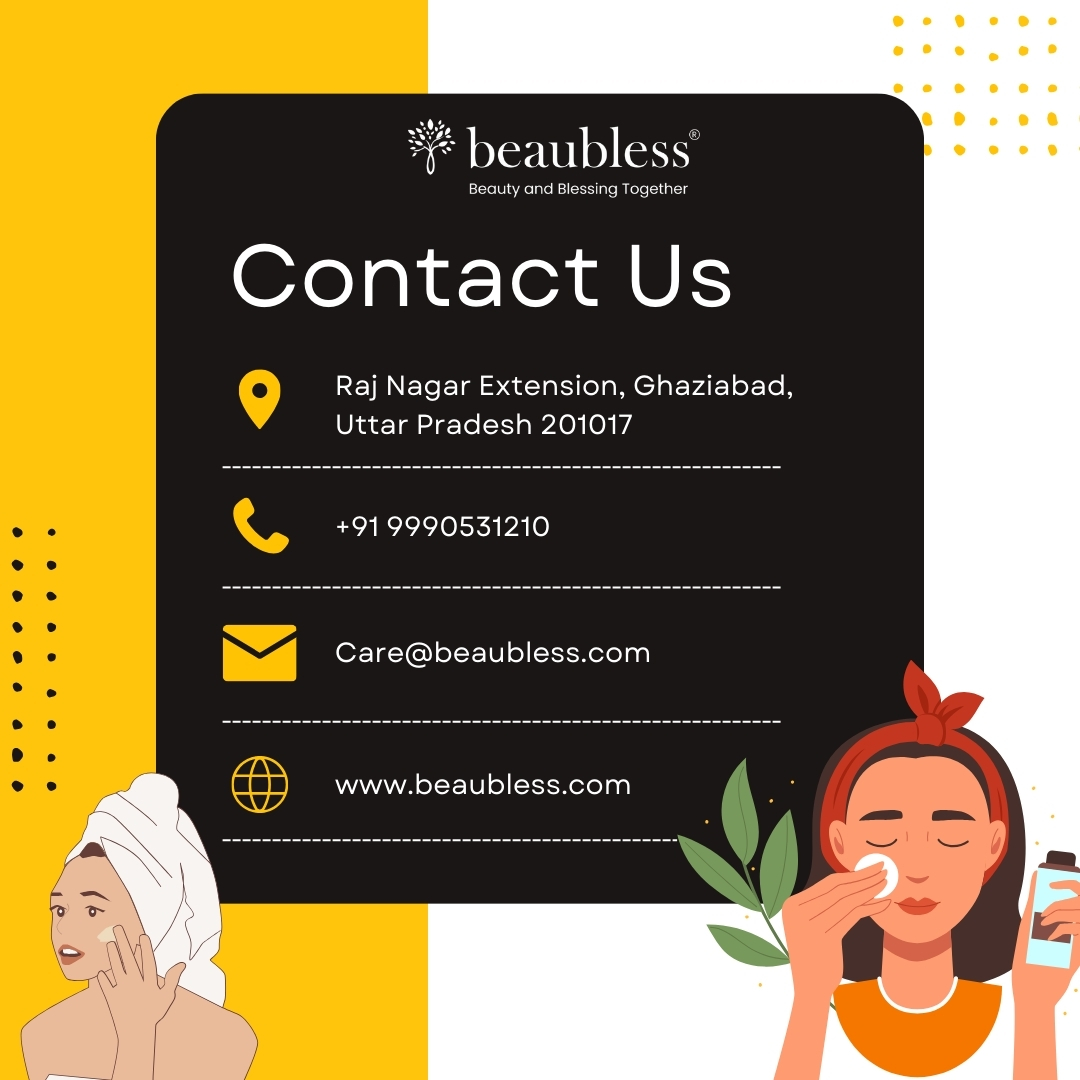 beaubless®
Beauty and Blessing Together
Contact Us
Raj Nagar Extension, Ghaziabad,
Uttar Pradesh 201017
+91 9990531210
Care@beaubless.com
www.beaubless.com